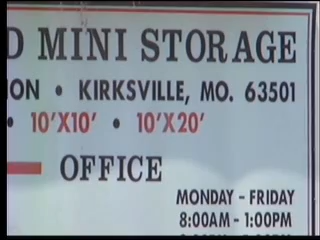 D MINI STORAGE
ON • KIRKSVILLE, MO. 63501
• 10'X10' • 10'X20'
OFFICE
MONDAY - FRIDAY
8:00AM - 1:00PM